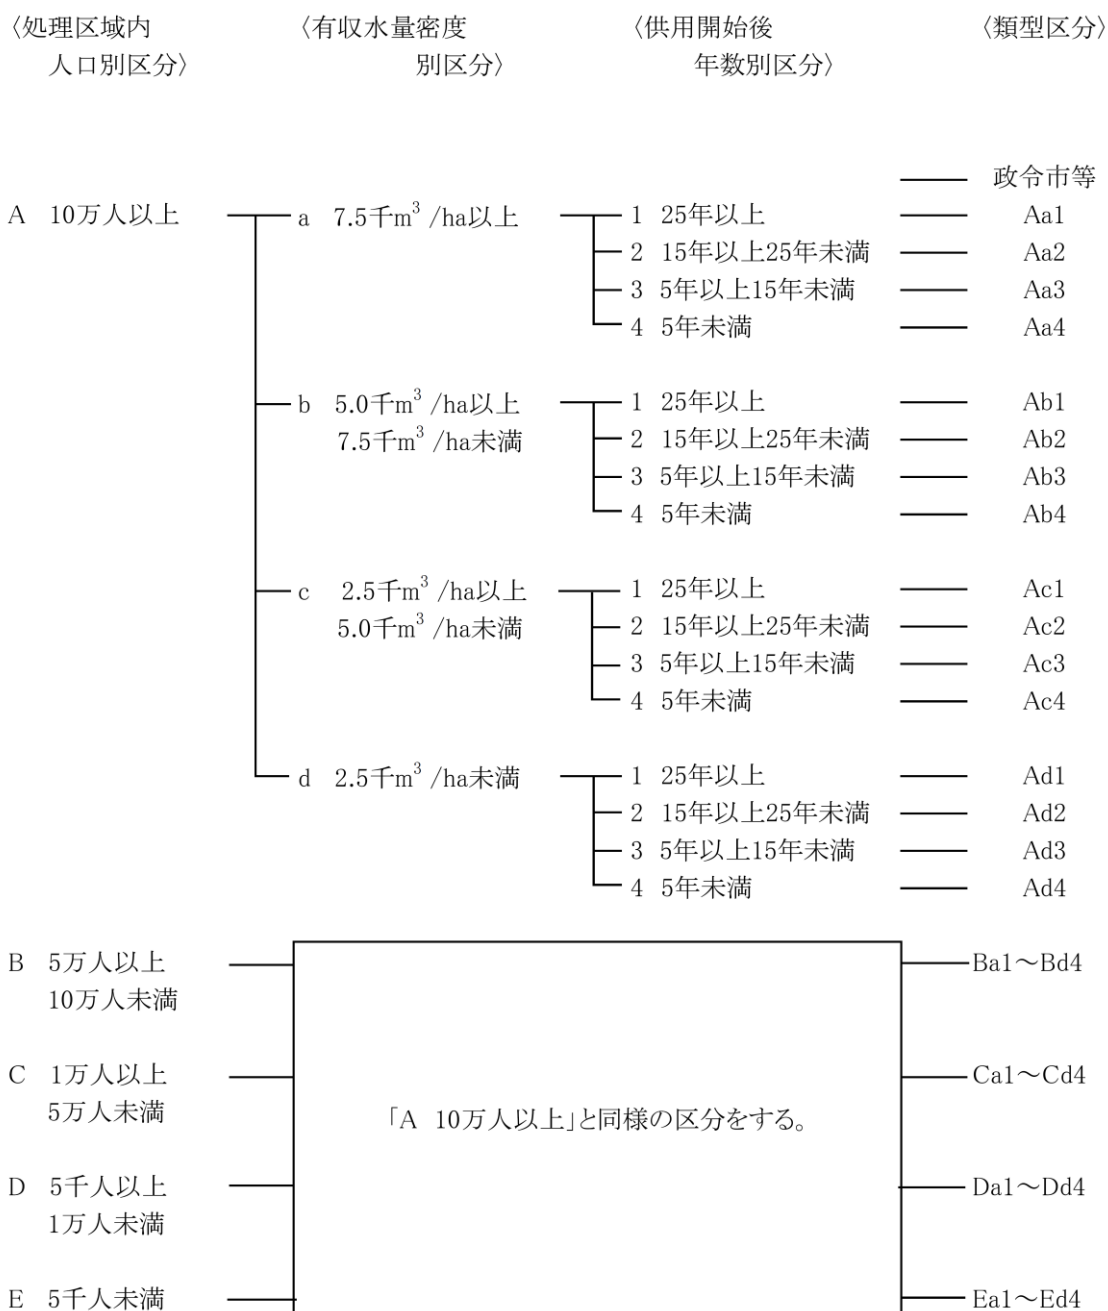 〈処理区域内 〈有収水量密度 〈供用開始後 〈類型区分〉
人口別区分〉 別区分〉 年数別区分〉
政令市等
A 10万人以上 a 7.5千m³/ha以上 1 25年以上 Aa1
2 15年以上25年未満 Aa2
3 5年以上15年未満 Aa3
4 5年未満 Aa4
b 5.0千m³/ha以上 1 25年以上 Ab1
7.5千m³/ha未満 2 15年以上25年未満 Ab2
3 5年以上15年未満 Ab3
4 5年未満 Ab4
c 2.5千m³/ha以上 1 25年以上 Ac1
5.0千m³/ha未満 2 15年以上25年未満 Ac2
3 5年以上15年未満 Ac3
4 5年未満 Ac4
d 2.5千m³/ha未満 1 25年以上 Ad1
2 15年以上25年未満 Ad2
3 5年以上15年未満 Ad3
4 5年未満 Ad4
B 5万人以上 Ba1~Bd4
10万人未満
C 1万人以上 Ca1~Cd4
5万人未満 「A 10万人以上」と同様の区分をする。
D 5千人以上 Da1~Dd4
1万人未満
E 5千人未満 Ea1~Ed4